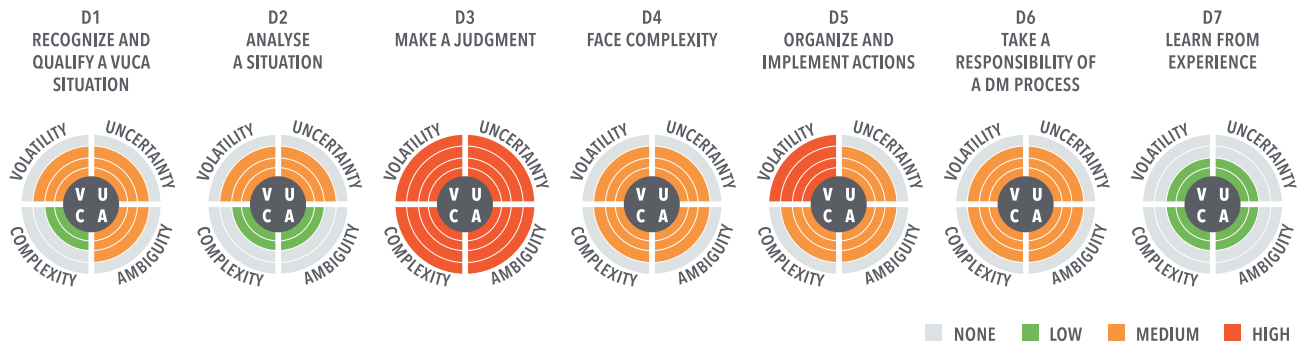 D1
RECOGNIZE AND
QUALIFY A VUCA
SITUATION
D2
ANALYSE
A SITUATION
D3
MAKE A JUDGMENT
D4
FACE COMPLEXITY
D5
ORGANIZE AND
IMPLEMENT ACTIONS
D6
TAKE A
RESPONSIBILITY OF
A DM PROCESS
D7
LEARN FROM
EXPERIENCE
VOLATILITY UNCERTAINTY
V U
C A
COMPLEXITY AMBIGUITY
VOLATILITY UNCERTAINTY
V U
C A
COMPLEXITY AMBIGUITY
VOLATILITY UNCERTAINTY
V U
C A
COMPLEXITY AMBIGUITY
VOLATILITY UNCERTAINTY
V U
C A
COMPLEXITY AMBIGUITY
VOLATILITY UNCERTAINTY
V U
C A
COMPLEXITY AMBIGUITY
VOLATILITY UNCERTAINTY
V U
C A
COMPLEXITY AMBIGUITY
VOLATILITY UNCERTAINTY
V U
C A
COMPLEXITY AMBIGUITY
NONE LOW MEDIUM HIGH